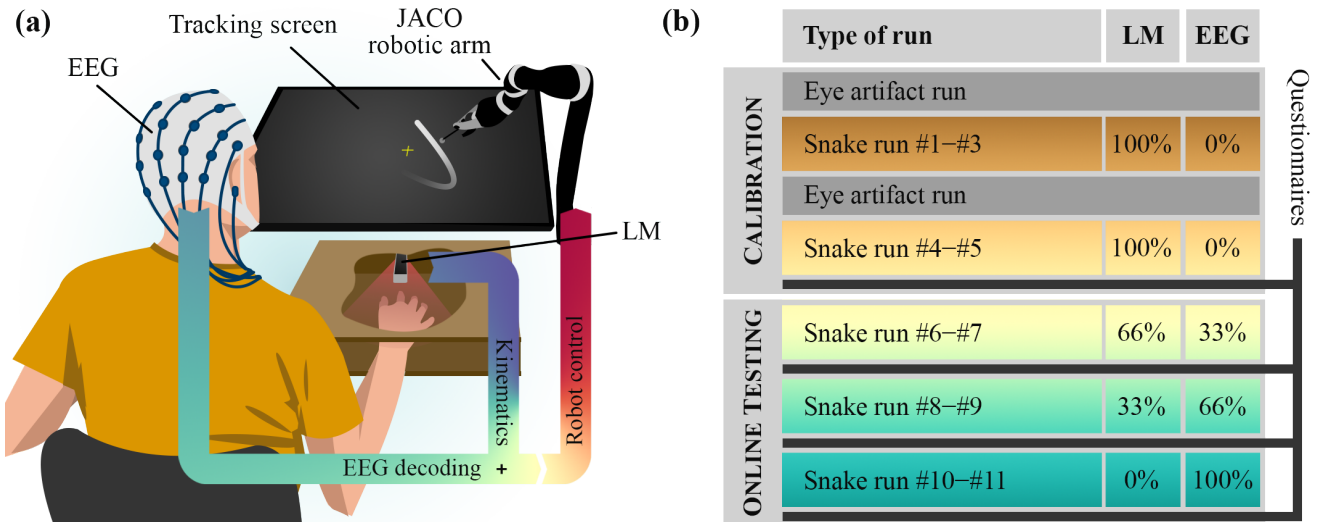 (a)
Tracking screen
JACO
robotic arm
EEG
LM
Kinematics
Robot control
EEG decoding +
(b)
Type of run LM EEG
CALIBRATION
Eye artifact run
Snake run #1−#3 100% 0%
Eye artifact run
Snake run #4−#5 100% 0%
ONLINE TESTING
Snake run #6−#7 66% 33%
Snake run #8−#9 33% 66%
Snake run #10−#11 0% 100%
Questionnaires